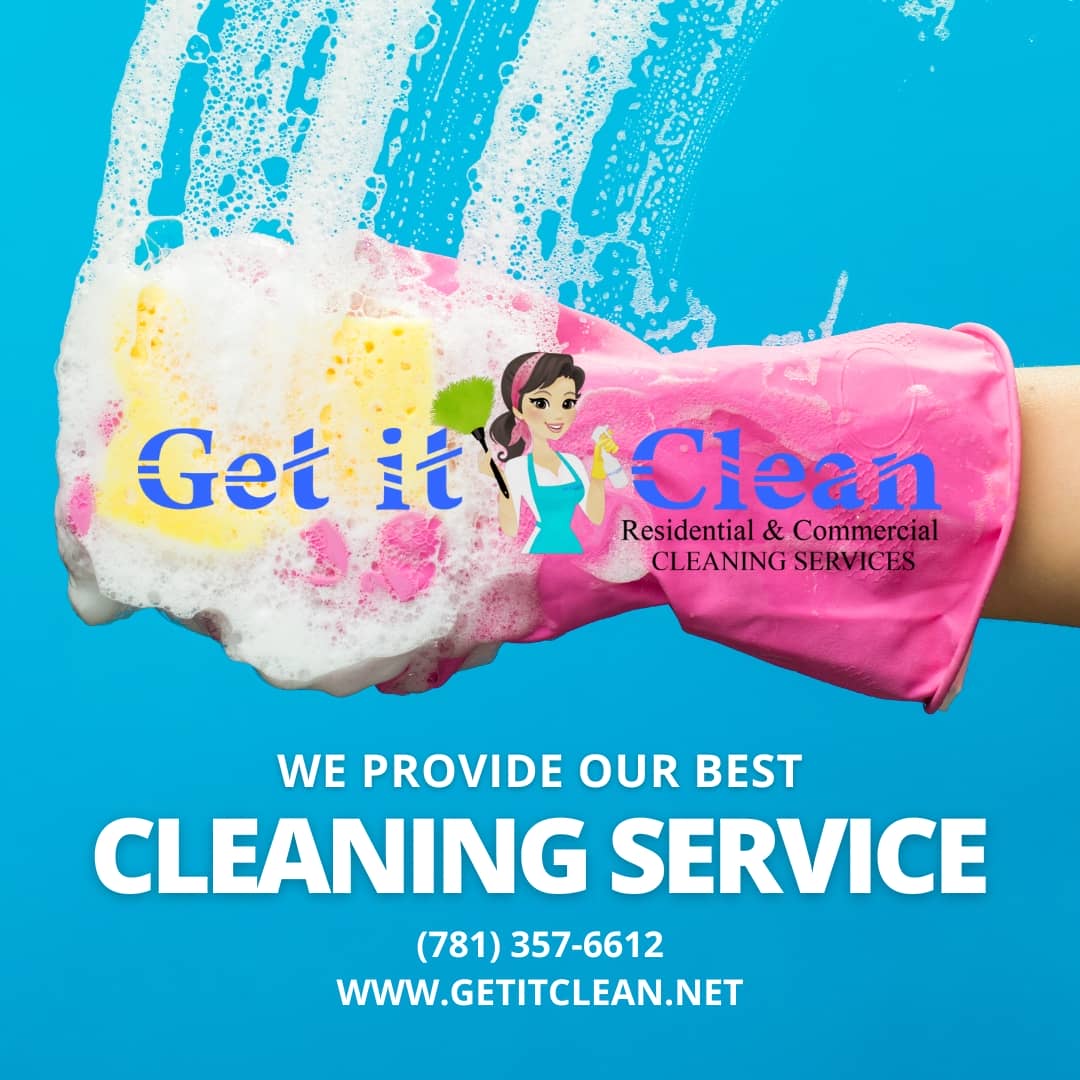 Get it Clean
Residential & Commercial
CLEANING SERVICES
WE PROVIDE OUR BEST
CLEANING SERVICE
(781) 357-6612
WWW.GETITCLEAN.NET